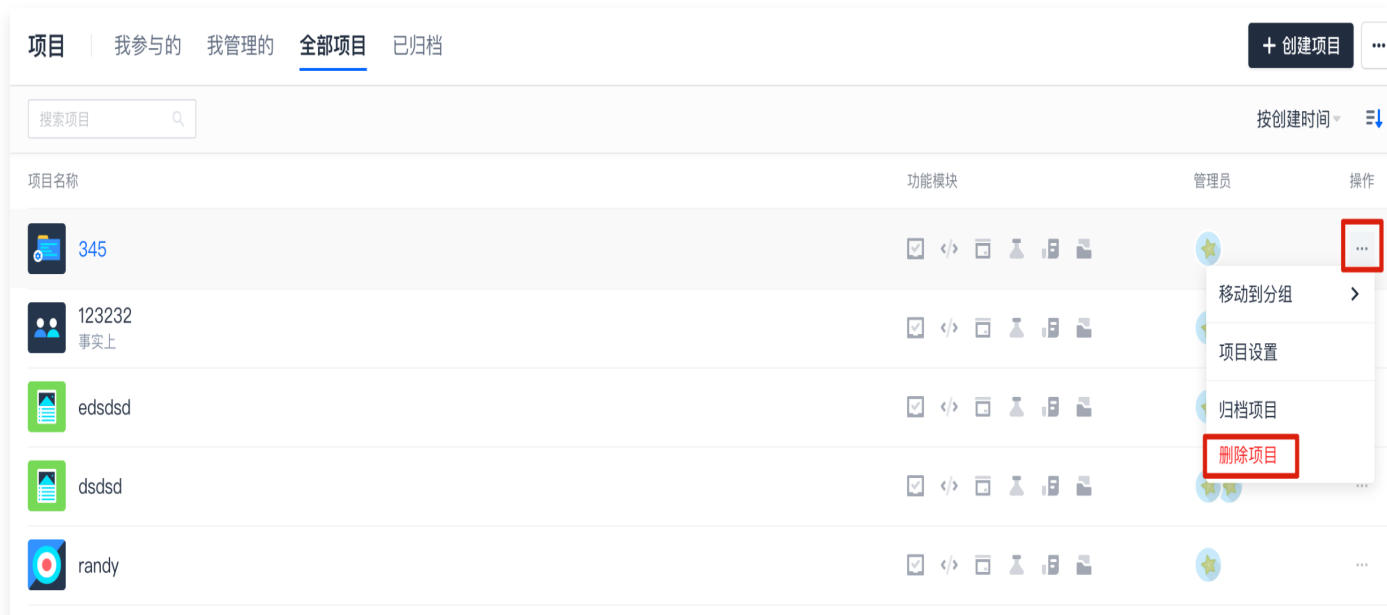 项目 我参与的 我管理的 全部项目 已归档 + 创建项目 ...
搜索项目 按创建时间
项目名称 功能模块 管理员 操作
345 ...
移动到分组
123232
事实上
项目设置
edsdsd
归档项目
删除项目
dsdsd ...
randy ...